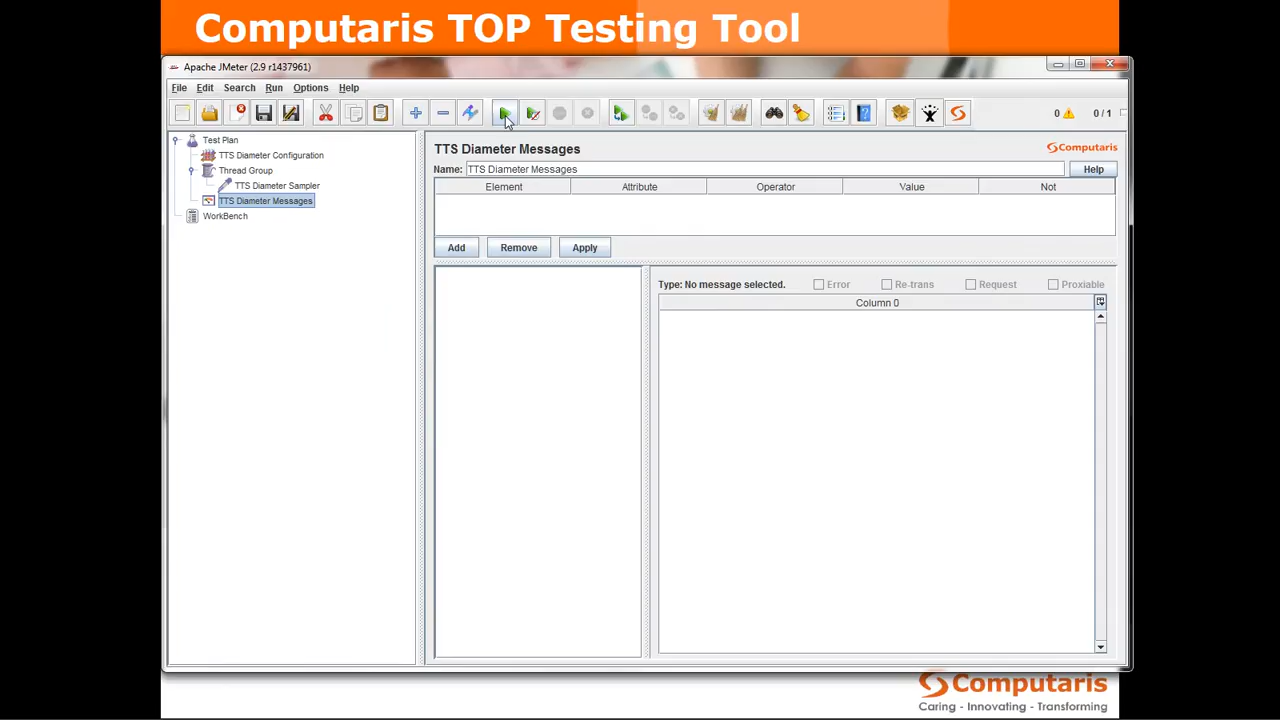 Computaris TOP Testing Tool
Apache JMeter (2.9 r1437961)
File Edit Search Run Options Help
0 0 / 1
Test Plan
TTS Diameter Configuration
Thread Group
TTS Diameter Sampler
TTS Diameter Messages
WorkBench
TTS Diameter Messages
Computaris
Name: TTS Diameter Messages Help
Element Attribute Operator Value Not
Add Remove Apply
Type: No message selected. Error Re-trans Request Proxiable
Column 0
Computaris
Caring - Innovating - Transforming